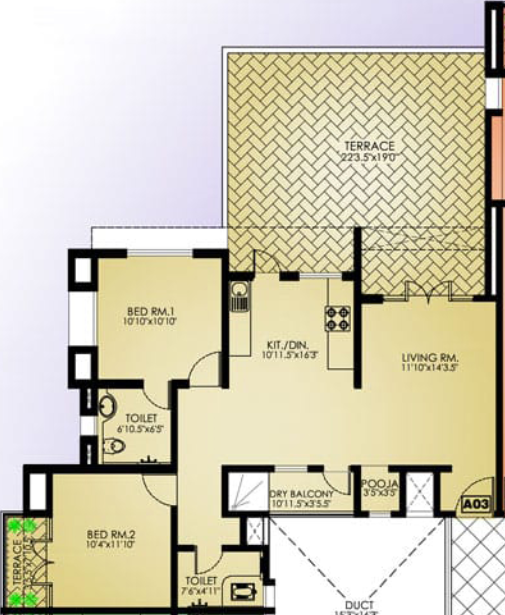 TERRACE
22'3.5"x19'0"
BED RM.1
10'10"x10'10"
KIT./DIN.
10'11.5"x16'3"
LIVING RM.
11'10"x14'3.5"
TOILET
6'10.5"x6'5"
POOJA
3'5"x3'5"
DRY BALCONY
10'11.5"x3'5.5"
A03
BED RM.2
10'4"x11'10"
TERRACE
TOILET
7'6"x4'11"
DUCT